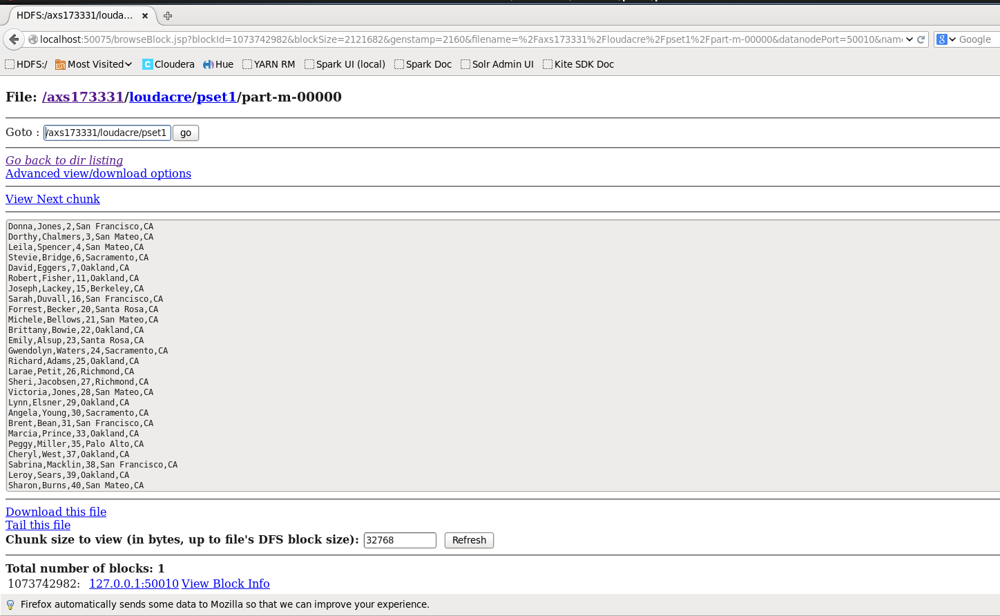 HDFS:/axs173331/louda...
localhost:50075/browseBlock.jsp?blockId=1073742982&blockSize=2121682&genstamp=2160&filename=%2Faxs173331%2Floudacre%2Fpset1%2Fpart-m-00000&datanodePort=50010&nam
Google
HDFS:/ Most Visited Cloudera Hue YARN RM Spark UI (local) Spark Doc Solr Admin UI Kite SDK Doc
File: /axs173331/loudacre/pset1/part-m-00000
Goto : /axs173331/loudacre/pset1 go
Go back to dir listing
Advanced view/download options
View Next chunk
Donna,Jones,2,San Francisco,CA
Dorthy,Chalmers,3,San Mateo,CA
Leila,Spencer,4,San Mateo,CA
Stevie,Bridge,6,Sacramento,CA
David,Eggers,7,Oakland,CA
Robert,Fisher,11,Oakland,CA
Joseph,Lackey,15,Berkeley,CA
Sarah,Duvall,16,San Francisco,CA
Forrest,Becker,20,Santa Rosa,CA
Michele,Bellows,21,San Mateo,CA
Brittany,Bowie,22,Oakland,CA
Emily,Alsup,23,Santa Rosa,CA
Gwendolyn,Waters,24,Sacramento,CA
Richard,Adams,25,Oakland,CA
Larae,Petit,26,Richmond,CA
Sheri,Jacobsen,27,Richmond,CA
Victoria,Jones,28,San Mateo,CA
Lynn,Elsner,29,Oakland,CA
Angela,Young,30,Sacramento,CA
Brent,Bean,31,San Francisco,CA
Marcia,Prince,33,Oakland,CA
Peggy,Miller,35,Palo Alto,CA
Cheryl,West,37,Oakland,CA
Sabrina,Macklin,38,San Francisco,CA
Leroy,Sears,39,Oakland,CA
Sharon,Burns,40,San Mateo,CA
Download this file
Tail this file
Chunk size to view (in bytes, up to file's DFS block size): 32768 Refresh
Total number of blocks: 1
1073742982: 127.0.0.1:50010 View Block Info
Firefox automatically sends some data to Mozilla so that we can improve your experience.